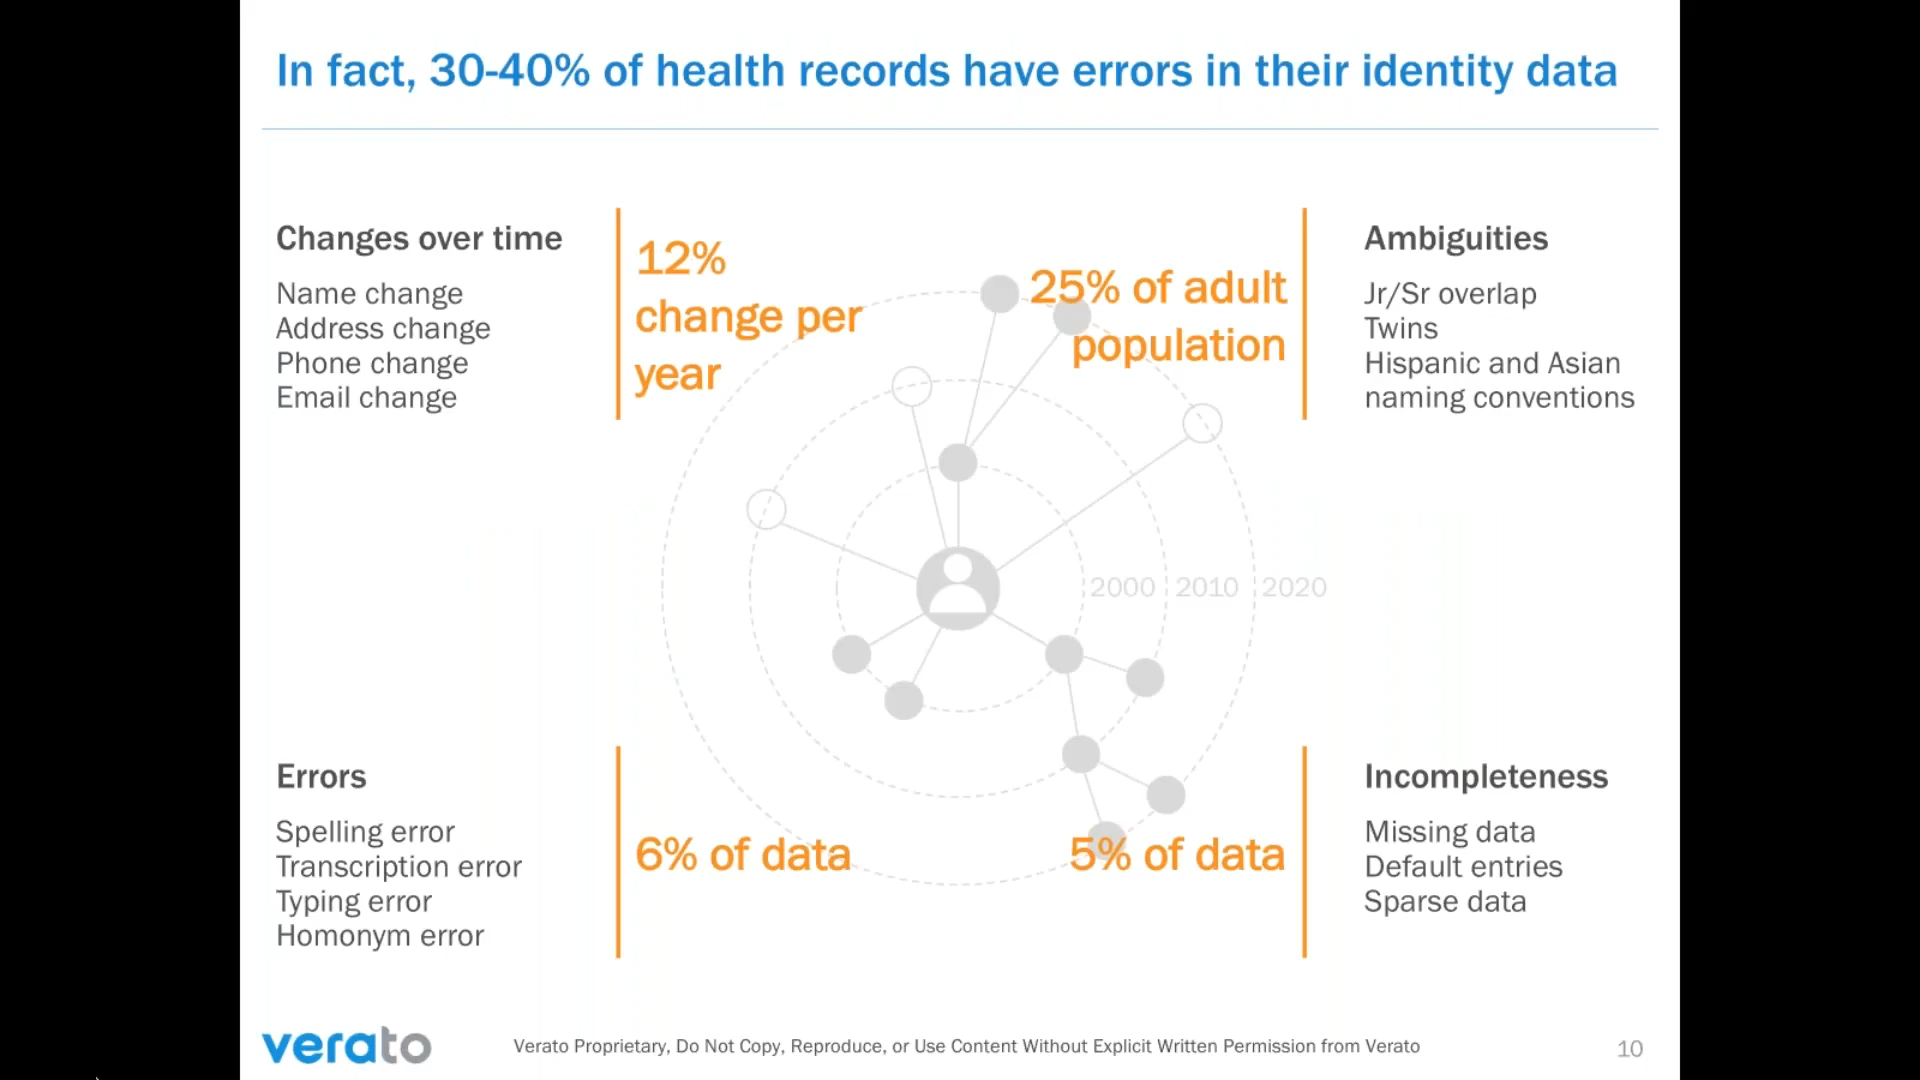 In fact, 30-40% of health records have errors in their identity data
Changes over time
Name change
Address change
Phone change
Email change
12%
change per
year
25% of adult
population
Ambiguities
Jr/Sr overlap
Twins
Hispanic and Asian
naming conventions
2000 2010 2020
Errors
Spelling error
Transcription error
Typing error
Homonym error
6% of data
5% of data
Incompleteness
Missing data
Default entries
Sparse data
verato
Verato Proprietary, Do Not Copy, Reproduce, or Use Content Without Explicit Written Permission from Verato
10